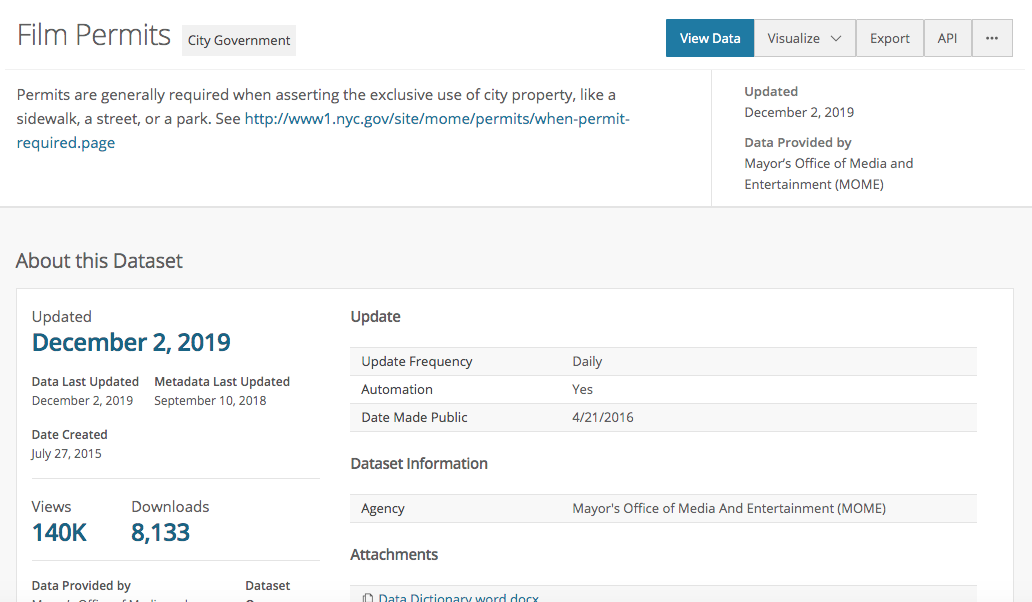 Film Permits City Government
View Data Visualize Export API ...
Permits are generally required when asserting the exclusive use of city property, like a
sidewalk, a street, or a park. See http://www1.nyc.gov/site/mome/permits/when-permit-
required.page
Updated
December 2, 2019
Data Provided by
Mayor’s Office of Media and
Entertainment (MOME)
About this Dataset
Updated
December 2, 2019
Data Last Updated Metadata Last Updated
December 2, 2019 September 10, 2018
Date Created
July 27, 2015
Views Downloads
140K 8,133
Data Provided by Dataset
Update
Update Frequency Daily
Automation Yes
Date Made Public 4/21/2016
Dataset Information
Agency Mayor's Office of Media And Entertainment (MOME)
Attachments
Data Dictionary word.docx